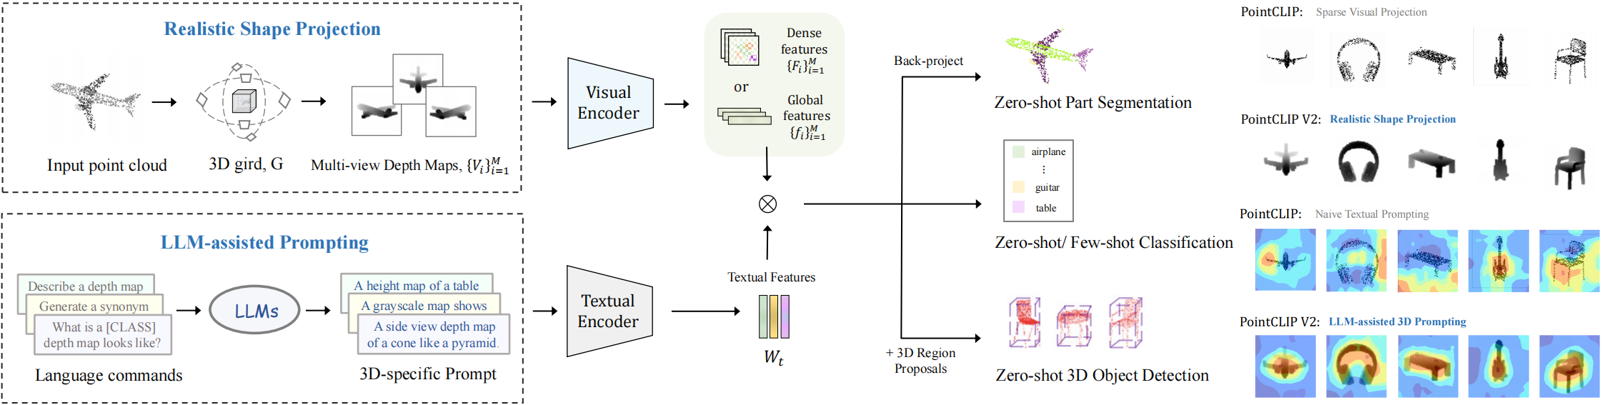 Realistic Shape Projection
Input point cloud
3D gird, G
Multi-view Depth Maps, {V_i}_{i=1}^M
LLM-assisted Prompting
Describe a depth map
Generate a synonym
What is a [CLASS]
depth map looks like?
Language commands
LLMs
A height map of a table
A grayscale map shows
A side view depth map
of a cone like a pyramid.
3D-specific Prompt
Visual
Encoder
Textual
Encoder
Dense
features
{F_i}_{i=1}^M
or
Global
features
{f_i}_{i=1}^M
Textual Features
W_t
Back-project
Zero-shot Part Segmentation
airplane
⋮
guitar
table
Zero-shot/ Few-shot Classification
+ 3D Region
Proposals
Zero-shot 3D Object Detection
PointCLIP: Sparse Visual Projection
PointCLIP V2: Realistic Shape Projection
PointCLIP: Naive Textual Prompting
PointCLIP V2: LLM-assisted 3D Prompting